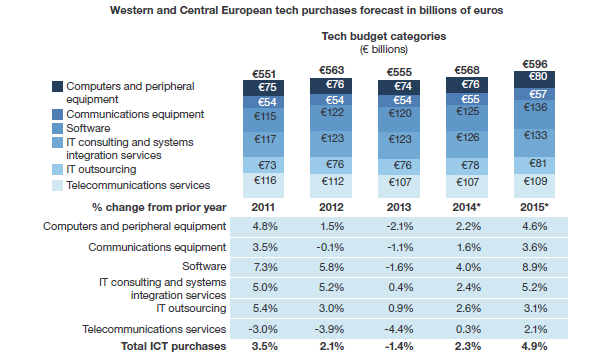 Western and Central European tech purchases forecast in billions of euros
Tech budget categories
(€ billions)
€551 €563 €555 €568 €596
Computers and peripheral
equipment
€75 €76 €74 €76 €80
Communications equipment
€54 €54 €54 €55 €57
Software
€115 €122 €120 €125 €136
IT consulting and systems
integration services
€117 €123 €123 €126 €133
IT outsourcing
€73 €76 €76 €78 €81
Telecommunications services
€116 €112 €107 €107 €109
% change from prior year 2011 2012 2013 2014* 2015*
Computers and peripheral equipment 4.8% 1.5% -2.1% 2.2% 4.6%
Communications equipment 3.5% -0.1% -1.1% 1.6% 3.6%
Software 7.3% 5.8% -1.6% 4.0% 8.9%
IT consulting and systems
integration services 5.0% 5.2% 0.4% 2.4% 5.2%
IT outsourcing 5.4% 3.0% 0.9% 2.6% 3.1%
Telecommunications services -3.0% -3.9% -4.4% 0.3% 2.1%
Total ICT purchases 3.5% 2.1% -1.4% 2.3% 4.9%